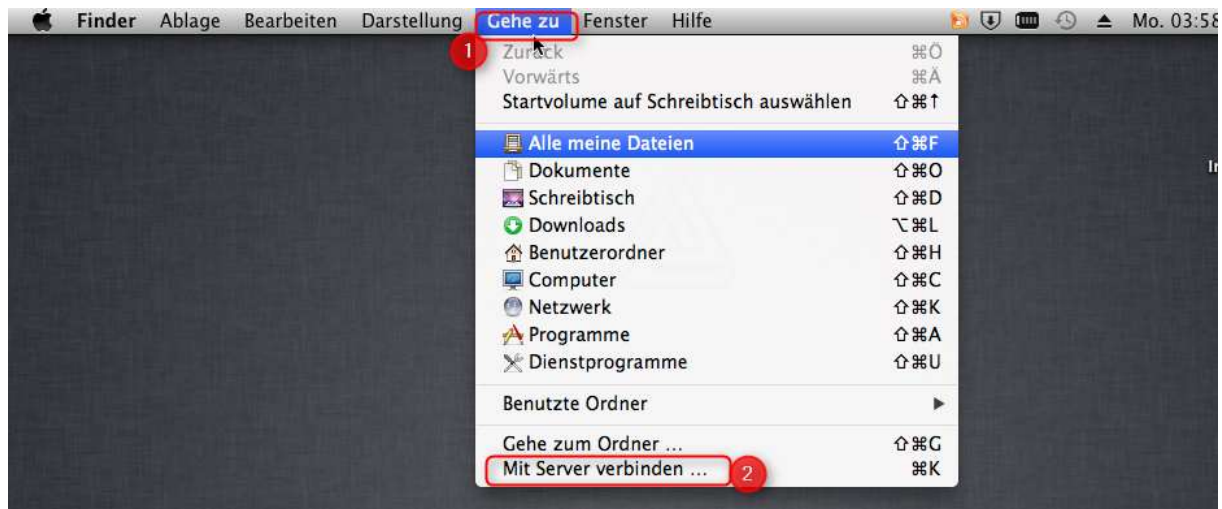 Finder Ablage Bearbeiten Darstellung Gehe zu Fenster Hilfe Mo. 03:58
1
Zurück ⌘Ö
Vorwärts ⌘Ä
Startvolume auf Schreibtisch auswählen ⇧⌘↑
Alle meine Dateien ⇧⌘F
Dokumente ⇧⌘O
Schreibtisch ⇧⌘D
Downloads ⌥⌘L
Benutzerordner ⇧⌘H
Computer ⇧⌘C
Netzwerk ⇧⌘K
Programme ⇧⌘A
Dienstprogramme ⇧⌘U
Benutzte Ordner
Gehe zum Ordner ... ⇧⌘G
Mit Server verbinden ... 2 ⌘K